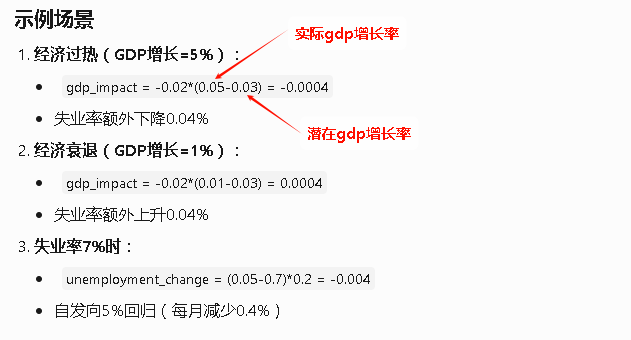 示例场景
实际gdp增长率
1. 经济过热（GDP增长=5%）：
gdp_impact = -0.02*(0.05-0.03) = -0.0004
失业率额外下降0.04%
潜在gdp增长率
2. 经济衰退（GDP增长=1%）：
gdp_impact = -0.02*(0.01-0.03) = 0.0004
失业率额外上升0.04%
3. 失业率7%时：
unemployment_change = (0.05-0.7)*0.2 = -0.004
自发向5%回归（每月减少0.4%）